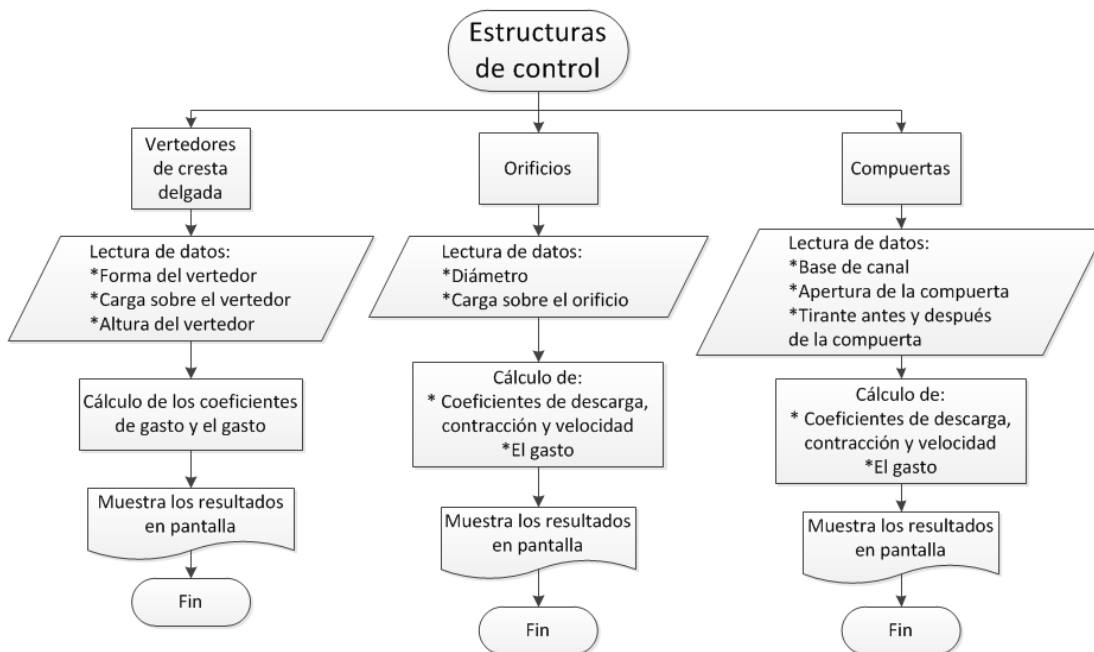 Estructuras
de control
Vertedores
de cresta
delgada
Lectura de datos:
*Forma del vertedor
*Carga sobre el vertedor
*Altura del vertedor
Cálculo de los coeficientes
de gasto y el gasto
Muestra los resultados
en pantalla
Fin
Orificios
Lectura de datos:
*Diámetro
*Carga sobre el orificio
Cálculo de:
* Coeficientes de descarga,
contracción y velocidad
*El gasto
Muestra los resultados
en pantalla
Fin
Compuertas
Lectura de datos:
*Base de canal
*Apertura de la compuerta
*Tirante antes y después
de la compuerta
Cálculo de:
* Coeficientes de descarga,
contracción y velocidad
*El gasto
Muestra los resultados
en pantalla
Fin